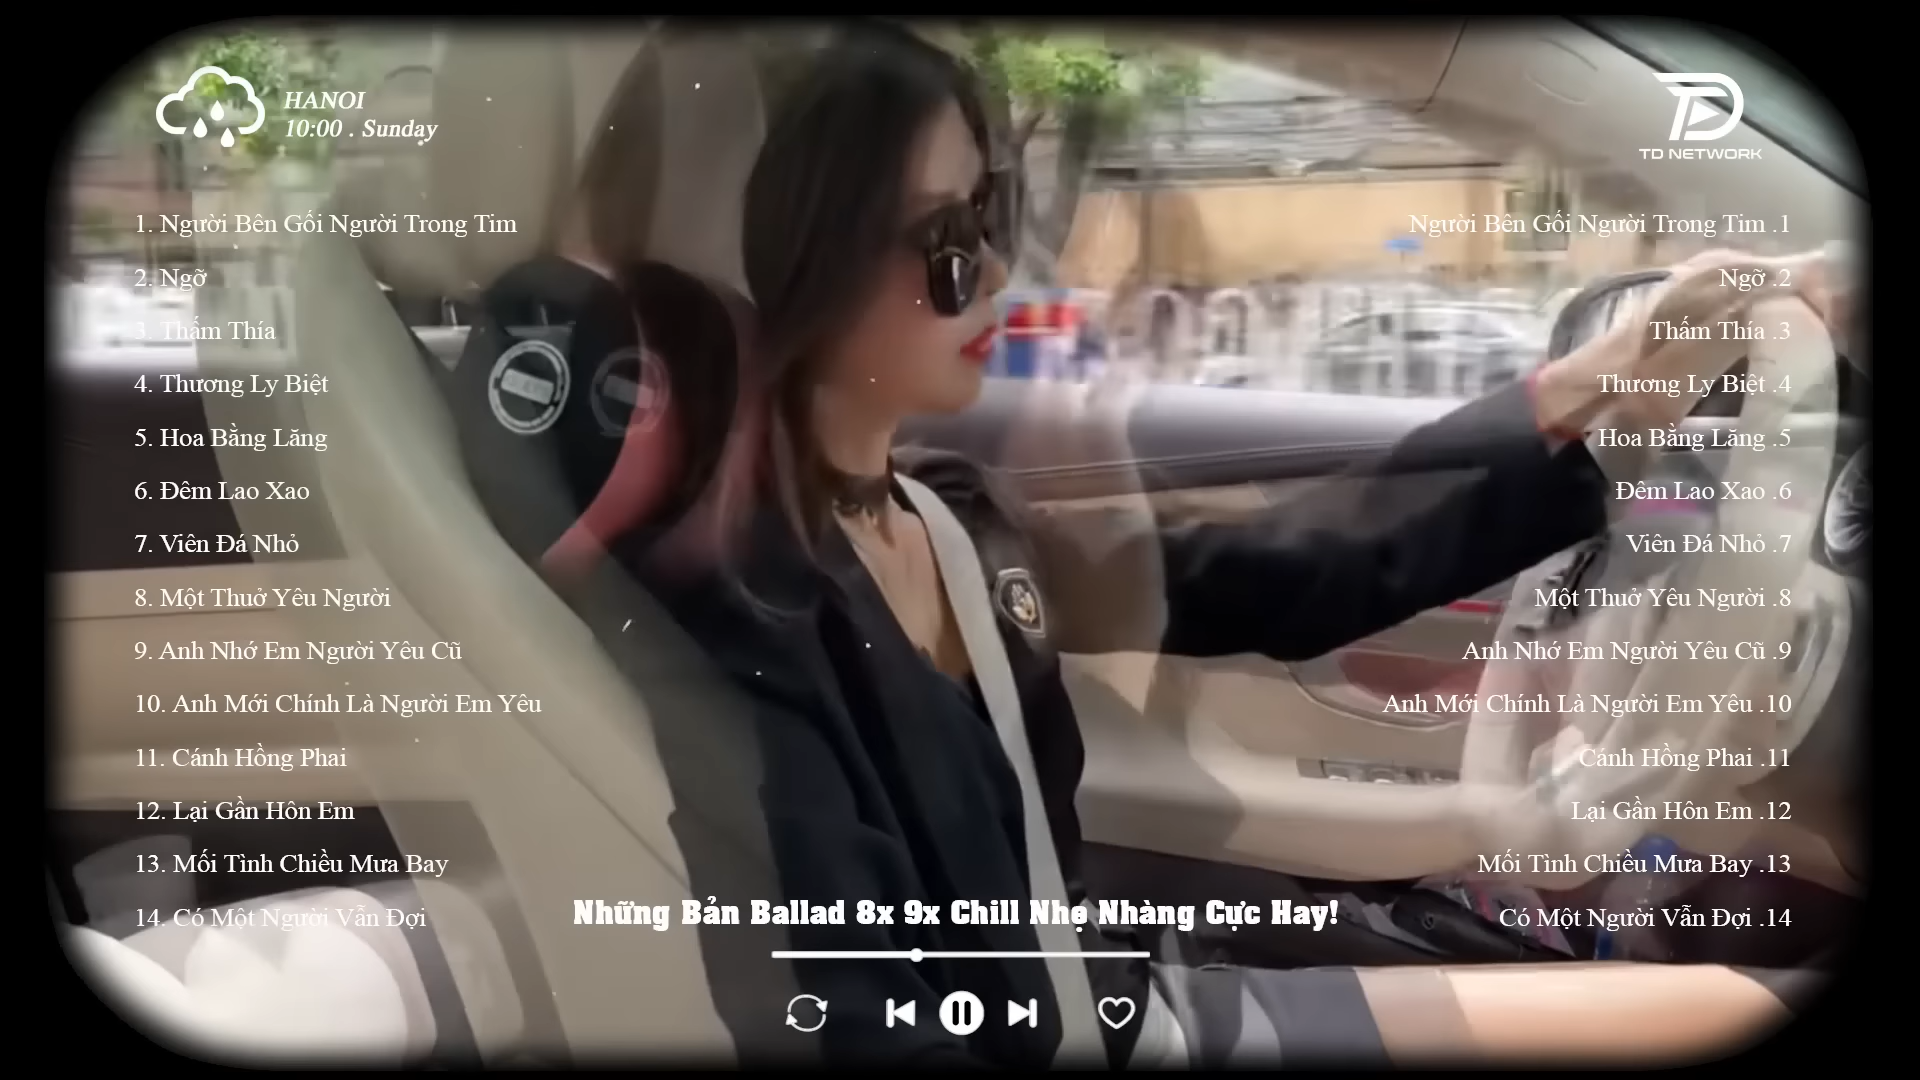 HANOI
10:00 . Sunday
TD NETWORK
1. Người Bên Gối Người Trong Tim
2. Ngỡ
3. Thấm Thía
4. Thương Ly Biệt
5. Hoa Bằng Lăng
6. Đêm Lao Xao
7. Viên Đá Nhỏ
8. Một Thuở Yêu Người
9. Anh Nhớ Em Người Yêu Cũ
10. Anh Mới Chính Là Người Em Yêu
11. Cánh Hồng Phai
12. Lại Gần Hôn Em
13. Mối Tình Chiều Mưa Bay
14. Có Một Người Vẫn Đợi
Người Bên Gối Người Trong Tim .1
Ngỡ .2
Thấm Thía .3
Thương Ly Biệt .4
Hoa Bằng Lăng .5
Đêm Lao Xao .6
Viên Đá Nhỏ .7
Một Thuở Yêu Người .8
Anh Nhớ Em Người Yêu Cũ .9
Anh Mới Chính Là Người Em Yêu .10
Cánh Hồng Phai .11
Lại Gần Hôn Em .12
Mối Tình Chiều Mưa Bay .13
Có Một Người Vẫn Đợi .14
Những Bản Ballad 8x 9x Chill Nhẹ Nhàng Cực Hay!